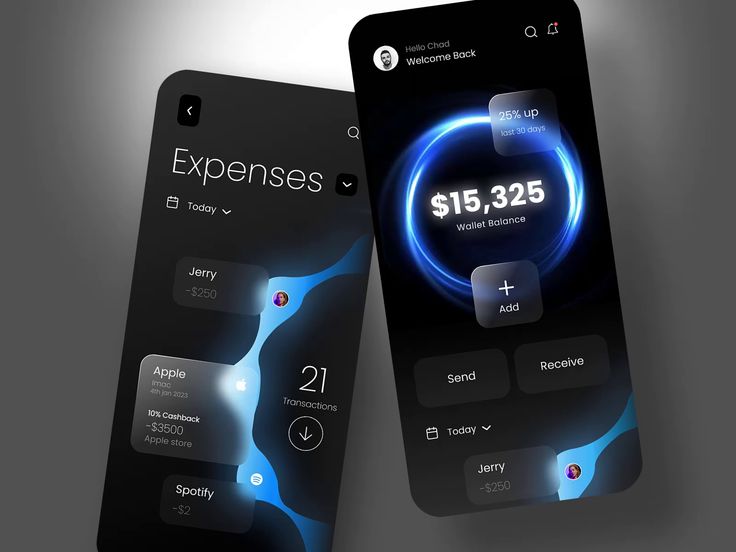 Expenses
Today
Jerry
-$250
Apple
Imac
4th jan 2023
10% Cashback
-$3500
Apple store
21
Transactions
Spotify
-$2
Hello Chad
Welcome Back
25% up
last 30 days
$15,325
Wallet Balance
+
Add
Send
Receive
Today
Jerry
-$250